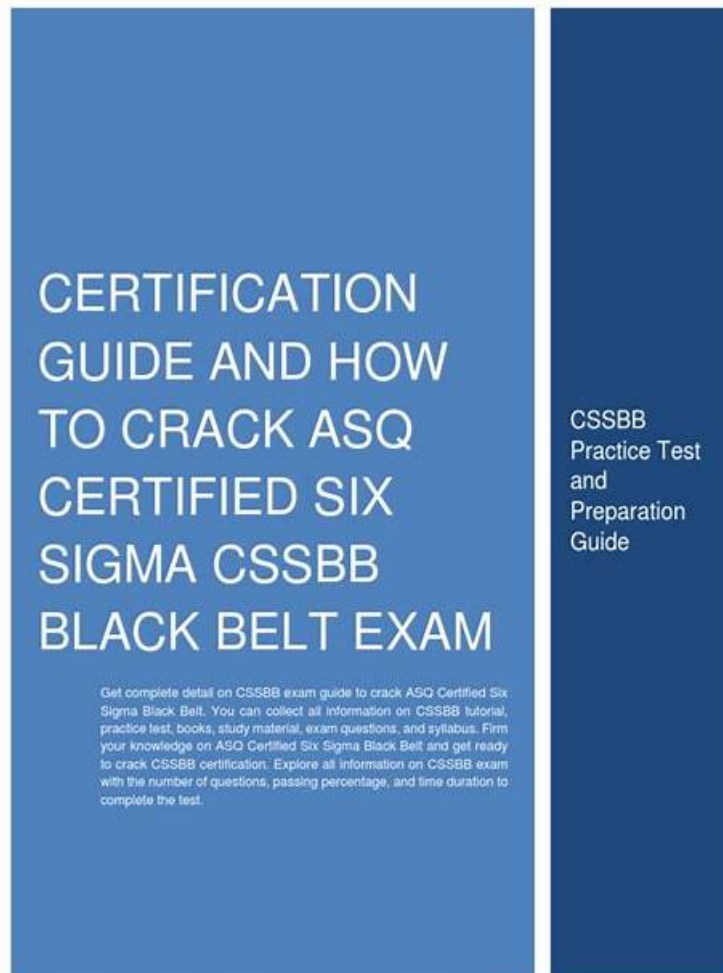 CERTIFICATION
GUIDE AND HOW
TO CRACK ASQ
CERTIFIED SIX
SIGMA CSSBB
BLACK BELT EXAM
Get complete detail on CSSBB exam guide to crack ASQ Certified Six
Sigma Black Belt. You can collect all information on CSSBB tutorial,
practice test, books, study material, exam questions, and syllabus. Firm
your knowledge on ASQ Certified Six Sigma Black Belt and get ready
to crack CSSBB certification. Explore all information on CSSBB exam
with the number of questions, passing percentage, and time duration to
complete the test.
CSSBB
Practice Test
and
Preparation
Guide